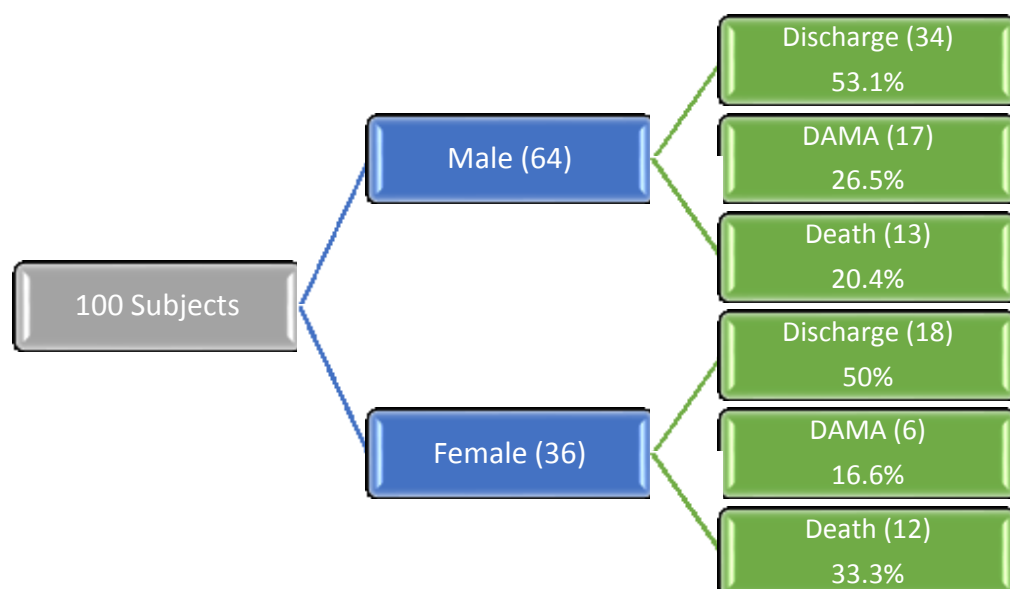 100 Subjects
Male (64)
Discharge (34)
53.1%
DAMA (17)
26.5%
Death (13)
20.4%
Female (36)
Discharge (18)
50%
DAMA (6)
16.6%
Death (12)
33.3%